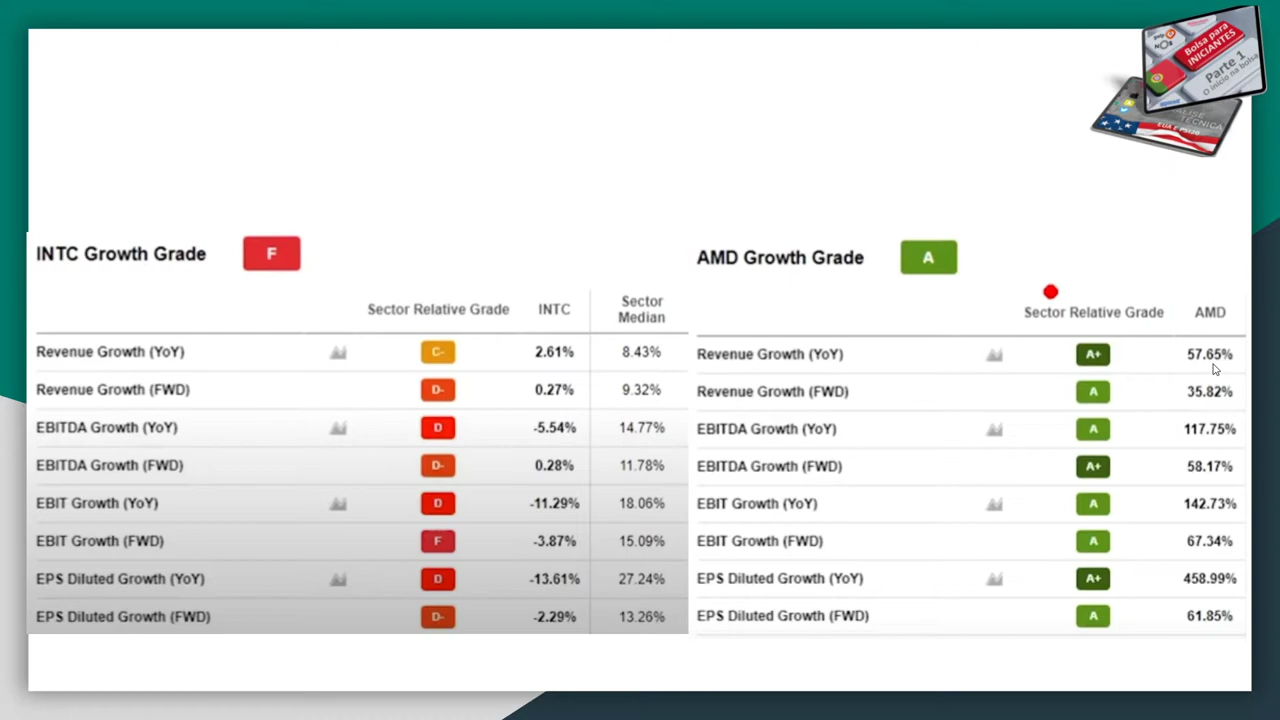 Bolsa para
INICIANTES
Parte 1
O início na bolsa
TÉCNICA
EUA E PSI20
INTC Growth Grade F
Sector Relative Grade INTC Sector Median
Revenue Growth (YoY) C- 2.61% 8.43%
Revenue Growth (FWD) D- 0.27% 9.32%
EBITDA Growth (YoY) D -5.54% 14.77%
EBITDA Growth (FWD) D- 0.28% 11.78%
EBIT Growth (YoY) D -11.29% 18.06%
EBIT Growth (FWD) F -3.87% 15.09%
EPS Diluted Growth (YoY) D -13.61% 27.24%
EPS Diluted Growth (FWD) D- -2.29% 13.26%
AMD Growth Grade A
Sector Relative Grade AMD
Revenue Growth (YoY) A+ 57.65%
Revenue Growth (FWD) A 35.82%
EBITDA Growth (YoY) A 117.75%
EBITDA Growth (FWD) A+ 58.17%
EBIT Growth (YoY) A 142.73%
EBIT Growth (FWD) A 67.34%
EPS Diluted Growth (YoY) A+ 458.99%
EPS Diluted Growth (FWD) A 61.85%